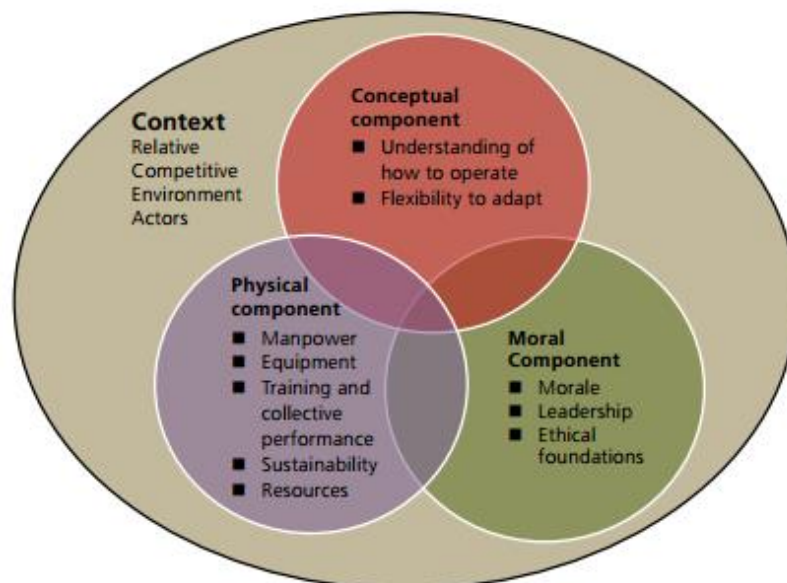 Context
Relative
Competitive
Environment
Actors
Conceptual
component
■ Understanding of
how to operate
■ Flexibility to adapt
Physical
component
■ Manpower
■ Equipment
■ Training and
collective
performance
■ Sustainability
■ Resources
Moral
Component
■ Morale
■ Leadership
■ Ethical
foundations